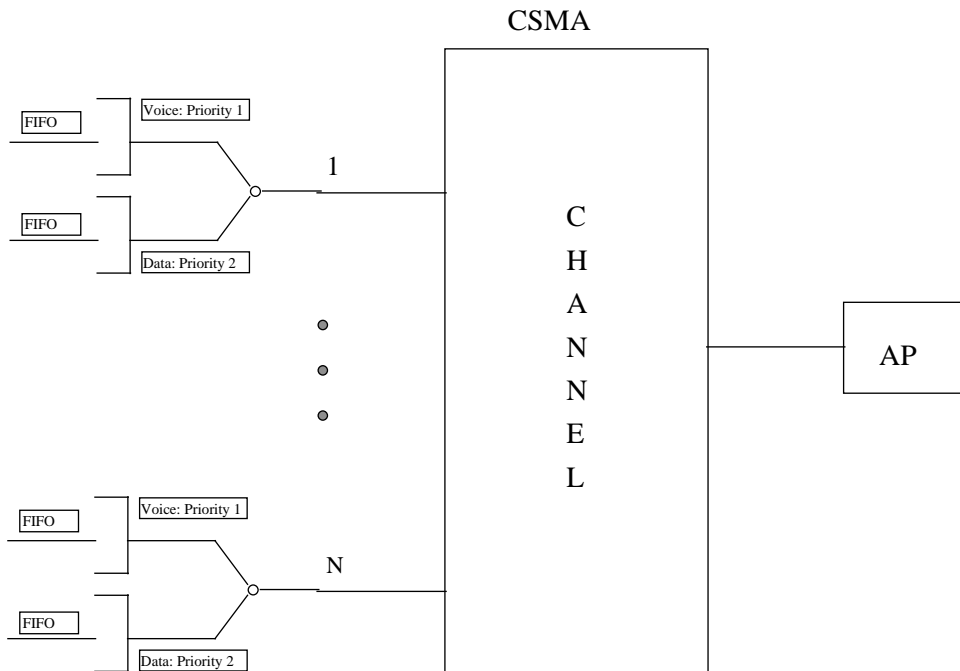 CSMA
FIFO
Voice: Priority 1
1
FIFO
Data: Priority 2
C
H
A
N
N
E
L
AP
FIFO
Voice: Priority 1
N
FIFO
Data: Priority 2